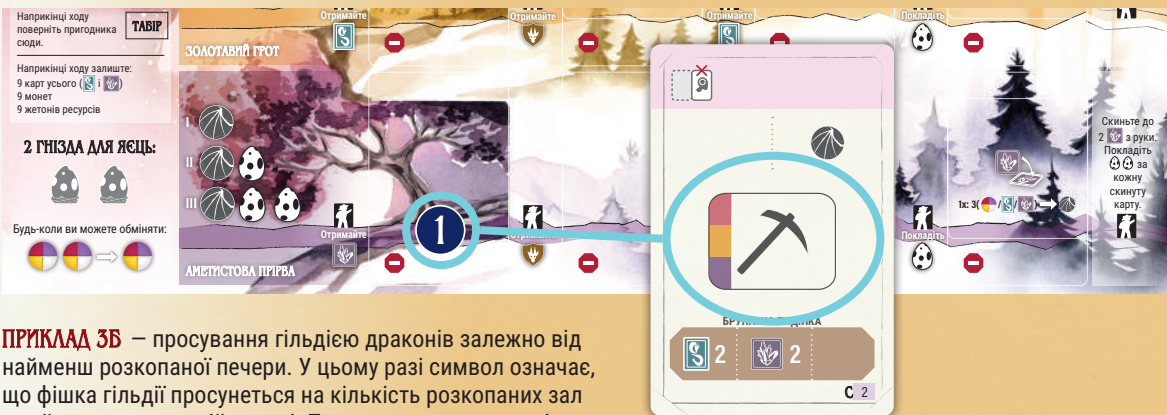 Наприкінці ходу
поверніть пригодника
сюди.
ТАБІР
Наприкінці ходу залиште:
9 карт усього ( і )
9 монет
9 жетонів ресурсів
2 ГНІЗДА ДЛЯ ЯЄЦЬ:
Будь-коли ви можете обміняти:
Отримайте
Отримайте
Отримайте
Покладіть
ЗОЛОТАВИЙ ГРОТ
I
II
III
Отримайте
Покладіть
АМЕТИСТОВА ПРІРВА
1
1x: 3( / / )
Скиньте до
2 з руки.
Покладіть
за
кожну
скинуту
карту.
2 2
C 2
ПРИКЛАД 3Б — просування гільдією драконів залежно від
найменш розкопаної печери. У цьому разі символ означає,
що фішка гільдії просунеться на кількість розкопаних зал